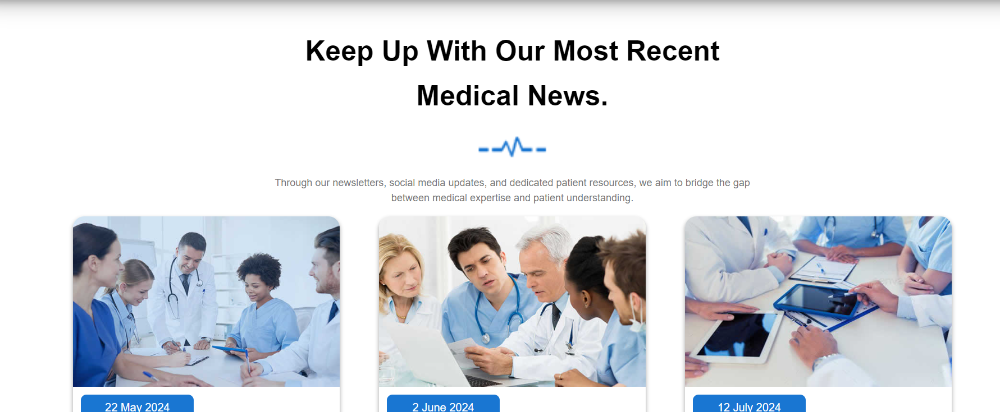 Keep Up With Our Most Recent
Medical News.
Through our newsletters, social media updates, and dedicated patient resources, we aim to bridge the gap
between medical expertise and patient understanding.
22 May 2024
2 June 2024
12 July 2024